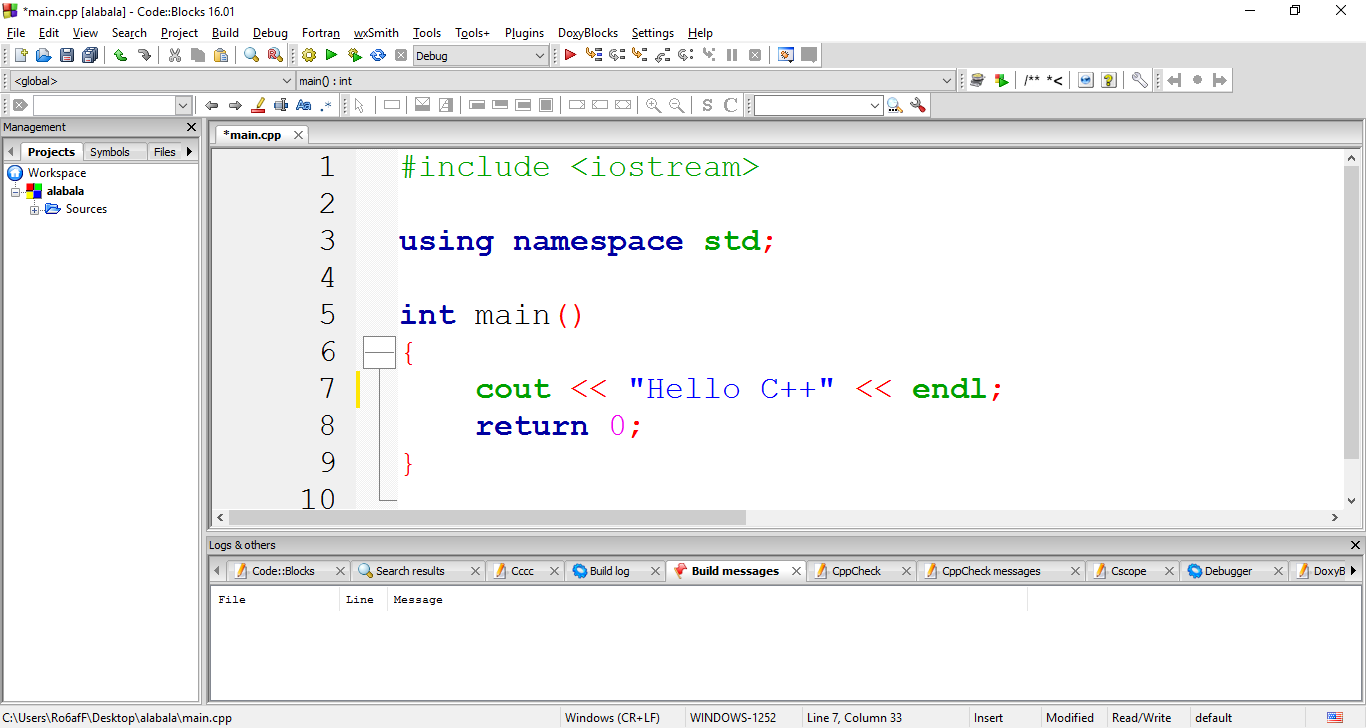 *main.cpp [alabala] - Code::Blocks 16.01
File Edit View Search Project Build Debug Fortran wxSmith Tools Tools+ Plugins DoxyBlocks Settings Help
Debug
<global> main() : int
/** *<
Aa .*
S C
Management
Projects Symbols Files
Workspace
alabala
Sources
*main.cpp
1 #include <iostream>
2
3 using namespace std;
4
5 int main()
6 {
7 cout << "Hello C++" << endl;
8 return 0;
9 }
10
Logs & others
Code::Blocks Search results Cccc Build log Build messages CppCheck CppCheck messages Cscope Debugger DoxyB
File Line Message
C:\Users\Ro6afF\Desktop\alabala\main.cpp Windows (CR+LF) WINDOWS-1252 Line 7, Column 33 Insert Modified Read/Write default